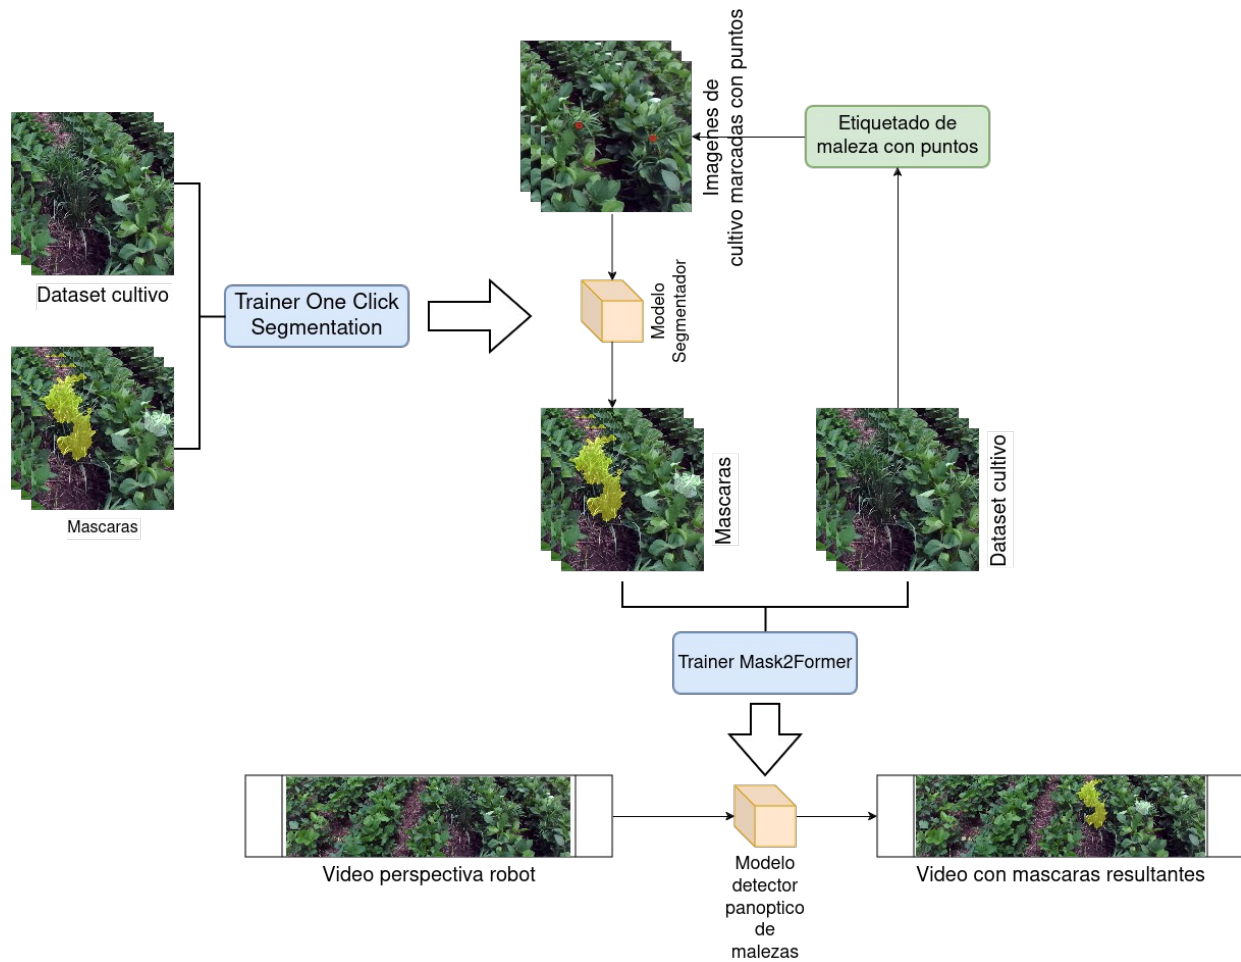 Dataset cultivo
Mascaras
Trainer One Click
Segmentation
Imagenes de
cultivo marcadas con puntos
Etiquetado de
maleza con puntos
Modelo
Segmentador
Mascaras
Dataset cultivo
Trainer Mask2Former
Video perspectiva robot
Modelo
detector
panoptico
de
malezas
Video con mascaras resultantes